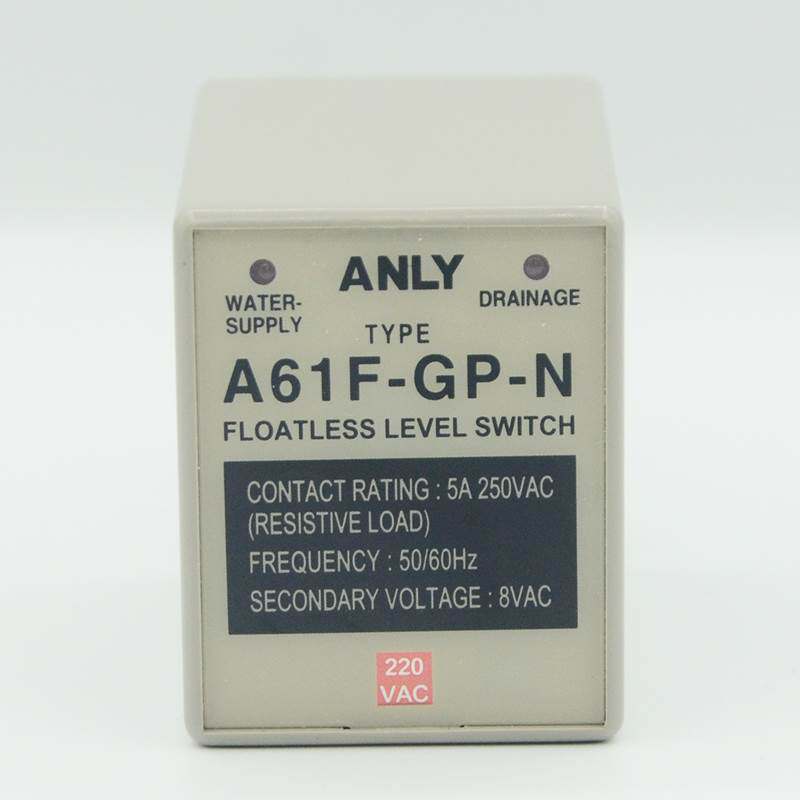 ANLY
WATER-
SUPPLY
DRAINAGE
TYPE
A61F-GP-N
FLOATLESS LEVEL SWITCH
CONTACT RATING : 5A 250VAC
(RESISTIVE LOAD)
FREQUENCY : 50/60Hz
SECONDARY VOLTAGE : 8VAC
220
VAC